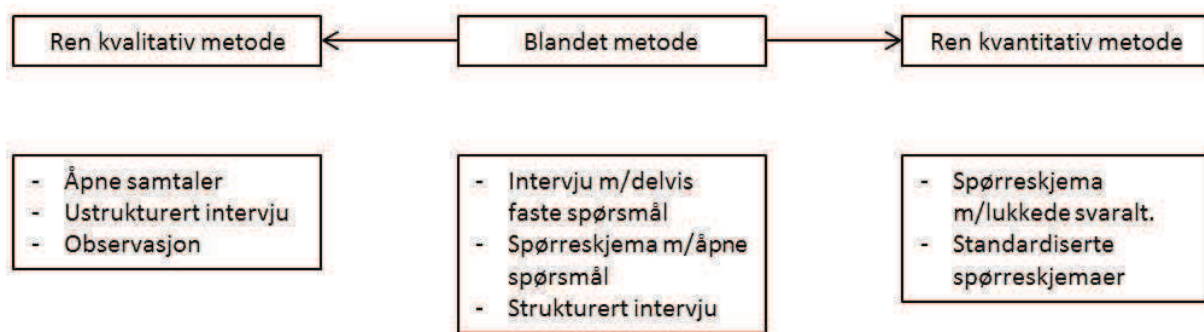 Ren kvalitativ metode
Blandet metode
Ren kvantitativ metode
- Åpne samtaler
- Ustrukturert intervju
- Observasjon
- Intervju m/delvis
faste spørsmål
- Spørreskjema m/åpne
spørsmål
- Strukturert intervju
- Spørreskjema
m/lukkede svaralt.
- Standardiserte
spørreskjemaer